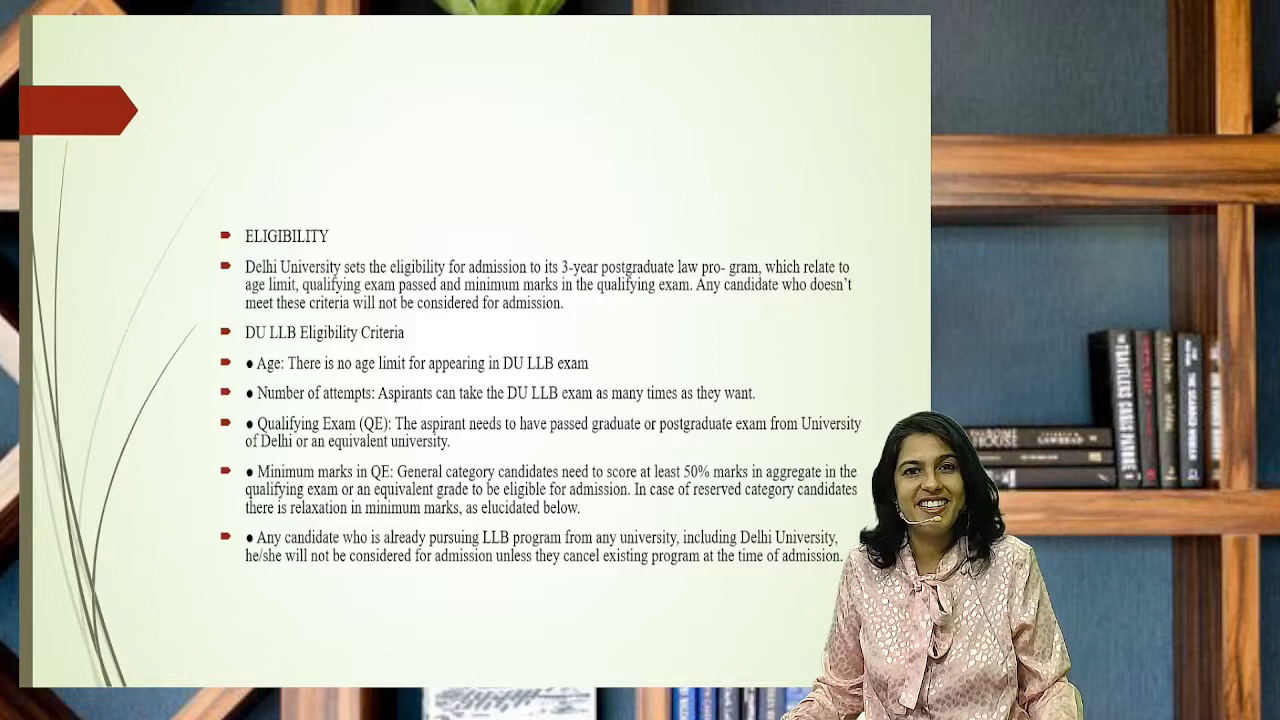 ELIGIBILITY
Delhi University sets the eligibility for admission to its 3-year postgraduate law pro- gram, which relate to
age limit, qualifying exam passed and minimum marks in the qualifying exam. Any candidate who doesn't
meet these criteria will not be considered for admission.
DU LLB Eligibility Criteria
● Age: There is no age limit for appearing in DU LLB exam
● Number of attempts: Aspirants can take the DU LLB exam as many times as they want.
● Qualifying Exam (QE): The aspirant needs to have passed graduate or postgraduate exam from University
of Delhi or an equivalent university.
● Minimum marks in QE: General category candidates need to score at least 50% marks in aggregate in the
qualifying exam or an equivalent grade to be eligible for admission. In case of reserved category candidates
there is relaxation in minimum marks, as elucidated below.
● Any candidate who is already pursuing LLB program from any university, including Delhi University,
he/she will not be considered for admission unless they cancel existing program at the time of admission.